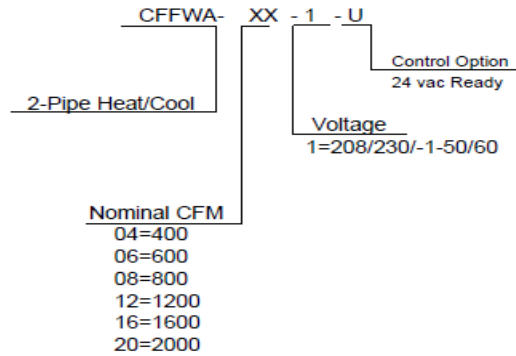 CFFWA- XX - 1 - U
Control Option
24 vac Ready
2-Pipe Heat/Cool
Voltage
1=208/230/-1-50/60
Nominal CFM
04=400
06=600
08=800
12=1200
16=1600
20=2000